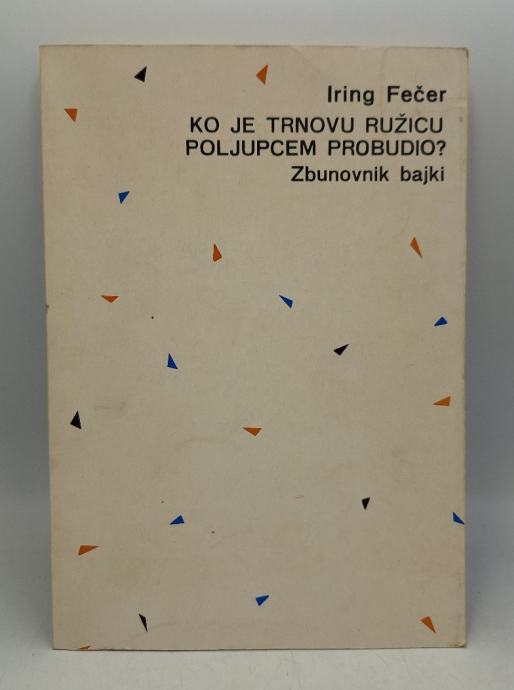 Iring Fečer
KO JE TRNOVU RUŽICU
POLJUPCEM PROBUDIO?
Zbunovnik bajki